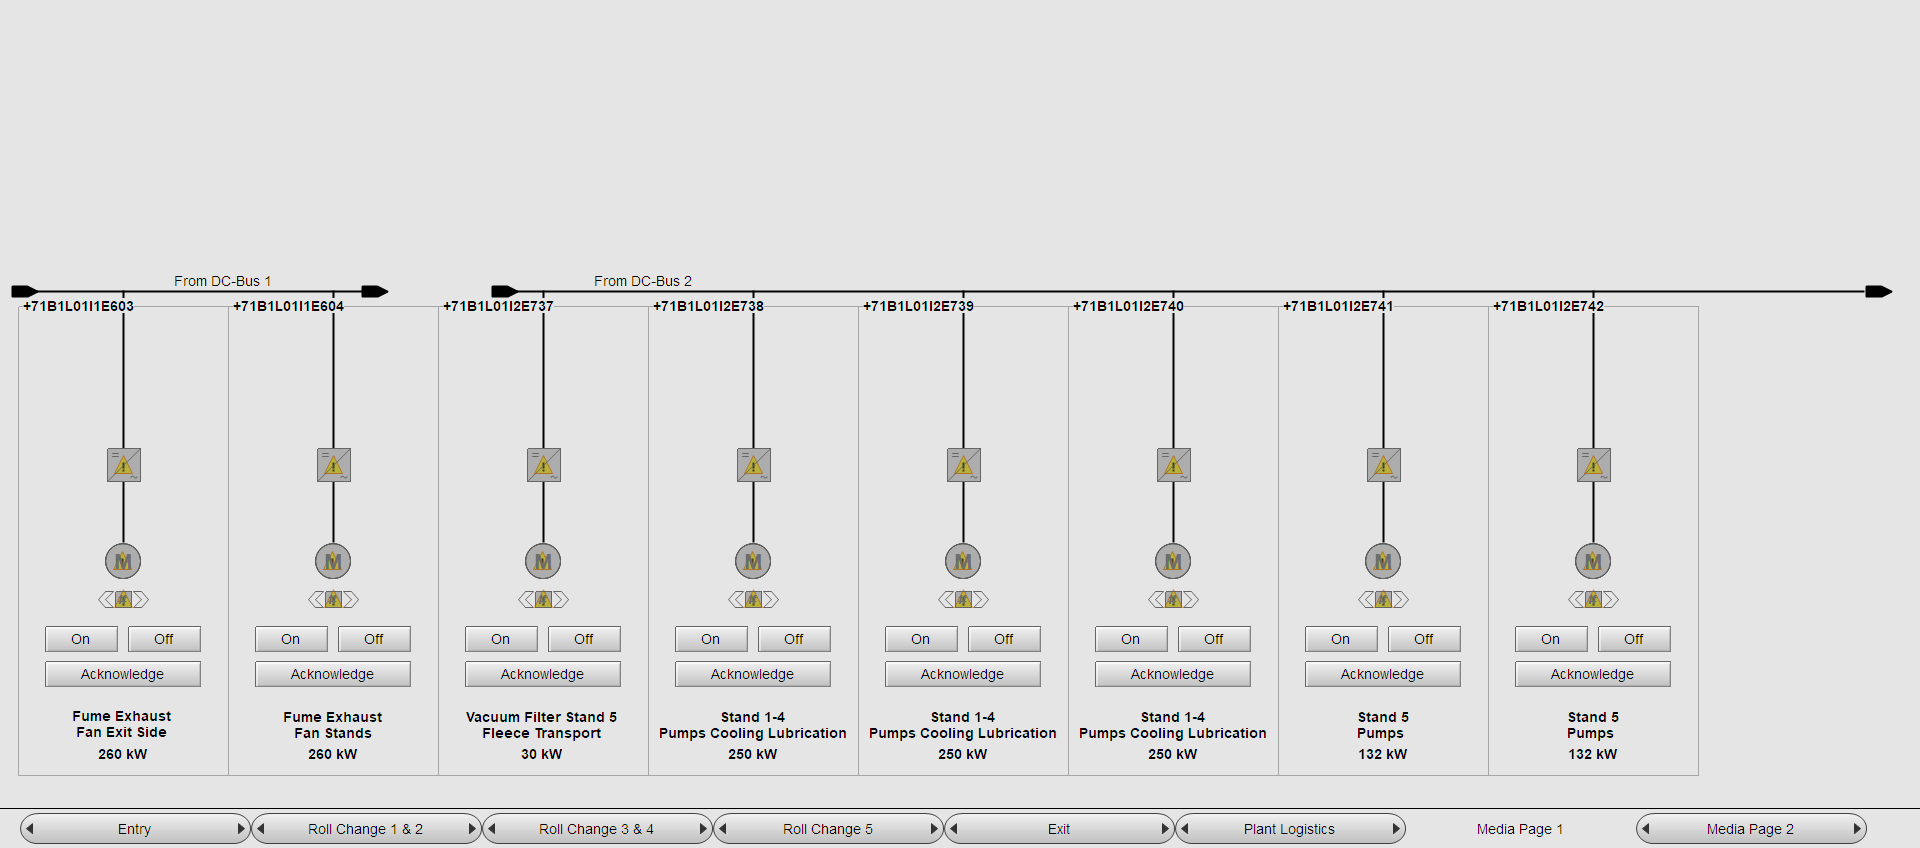 From DC-Bus 1
From DC-Bus 2
+71B1L01I1E603
+71B1L01I1E604
+71B1L01I2E737
+71B1L01I2E738
+71B1L01I2E739
+71B1L01I2E740
+71B1L01I2E741
+71B1L01I2E742
M M M M M M M M
On Off On Off On Off On Off On Off On Off On Off On Off
Acknowledge Acknowledge Acknowledge Acknowledge Acknowledge Acknowledge Acknowledge Acknowledge
Fume Exhaust
Fan Exit Side
260 kW
Fume Exhaust
Fan Stands
260 kW
Vacuum Filter Stand 5
Fleece Transport
30 kW
Stand 1-4
Pumps Cooling Lubrication
250 kW
Stand 1-4
Pumps Cooling Lubrication
250 kW
Stand 1-4
Pumps Cooling Lubrication
250 kW
Stand 5
Pumps
132 kW
Stand 5
Pumps
132 kW
Entry Roll Change 1 & 2 Roll Change 3 & 4 Roll Change 5 Exit Plant Logistics Media Page 1 Media Page 2